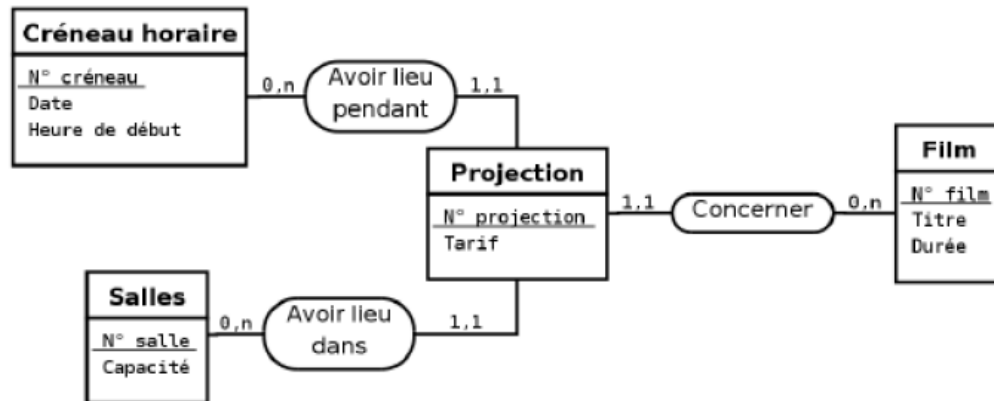 Créneau horaire
N° créneau
Date
Heure de début
0,n
Avoir lieu
pendant
1,1
Projection
N° projection
Tarif
1,1
Concerner
0,n
Film
N° film
Titre
Durée
Salles
N° salle
Capacité
0,n
Avoir lieu
dans
1,1